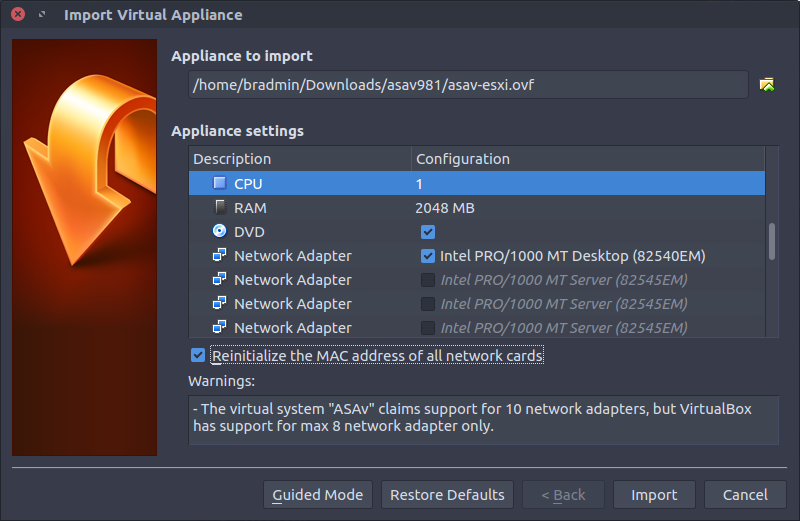 Import Virtual Appliance
Appliance to import
/home/bradmin/Downloads/asav981/asav-esxi.ovf
Appliance settings
Description Configuration
CPU 1
RAM 2048 MB
DVD
Network Adapter Intel PRO/1000 MT Desktop (82540EM)
Network Adapter Intel PRO/1000 MT Server (82545EM)
Network Adapter Intel PRO/1000 MT Server (82545EM)
Network Adapter Intel PRO/1000 MT Server (82545EM)
Reinitialize the MAC address of all network cards
Warnings:
- The virtual system "ASAv" claims support for 10 network adapters, but VirtualBox
has support for max 8 network adapter only.
Guided Mode Restore Defaults < Back Import Cancel